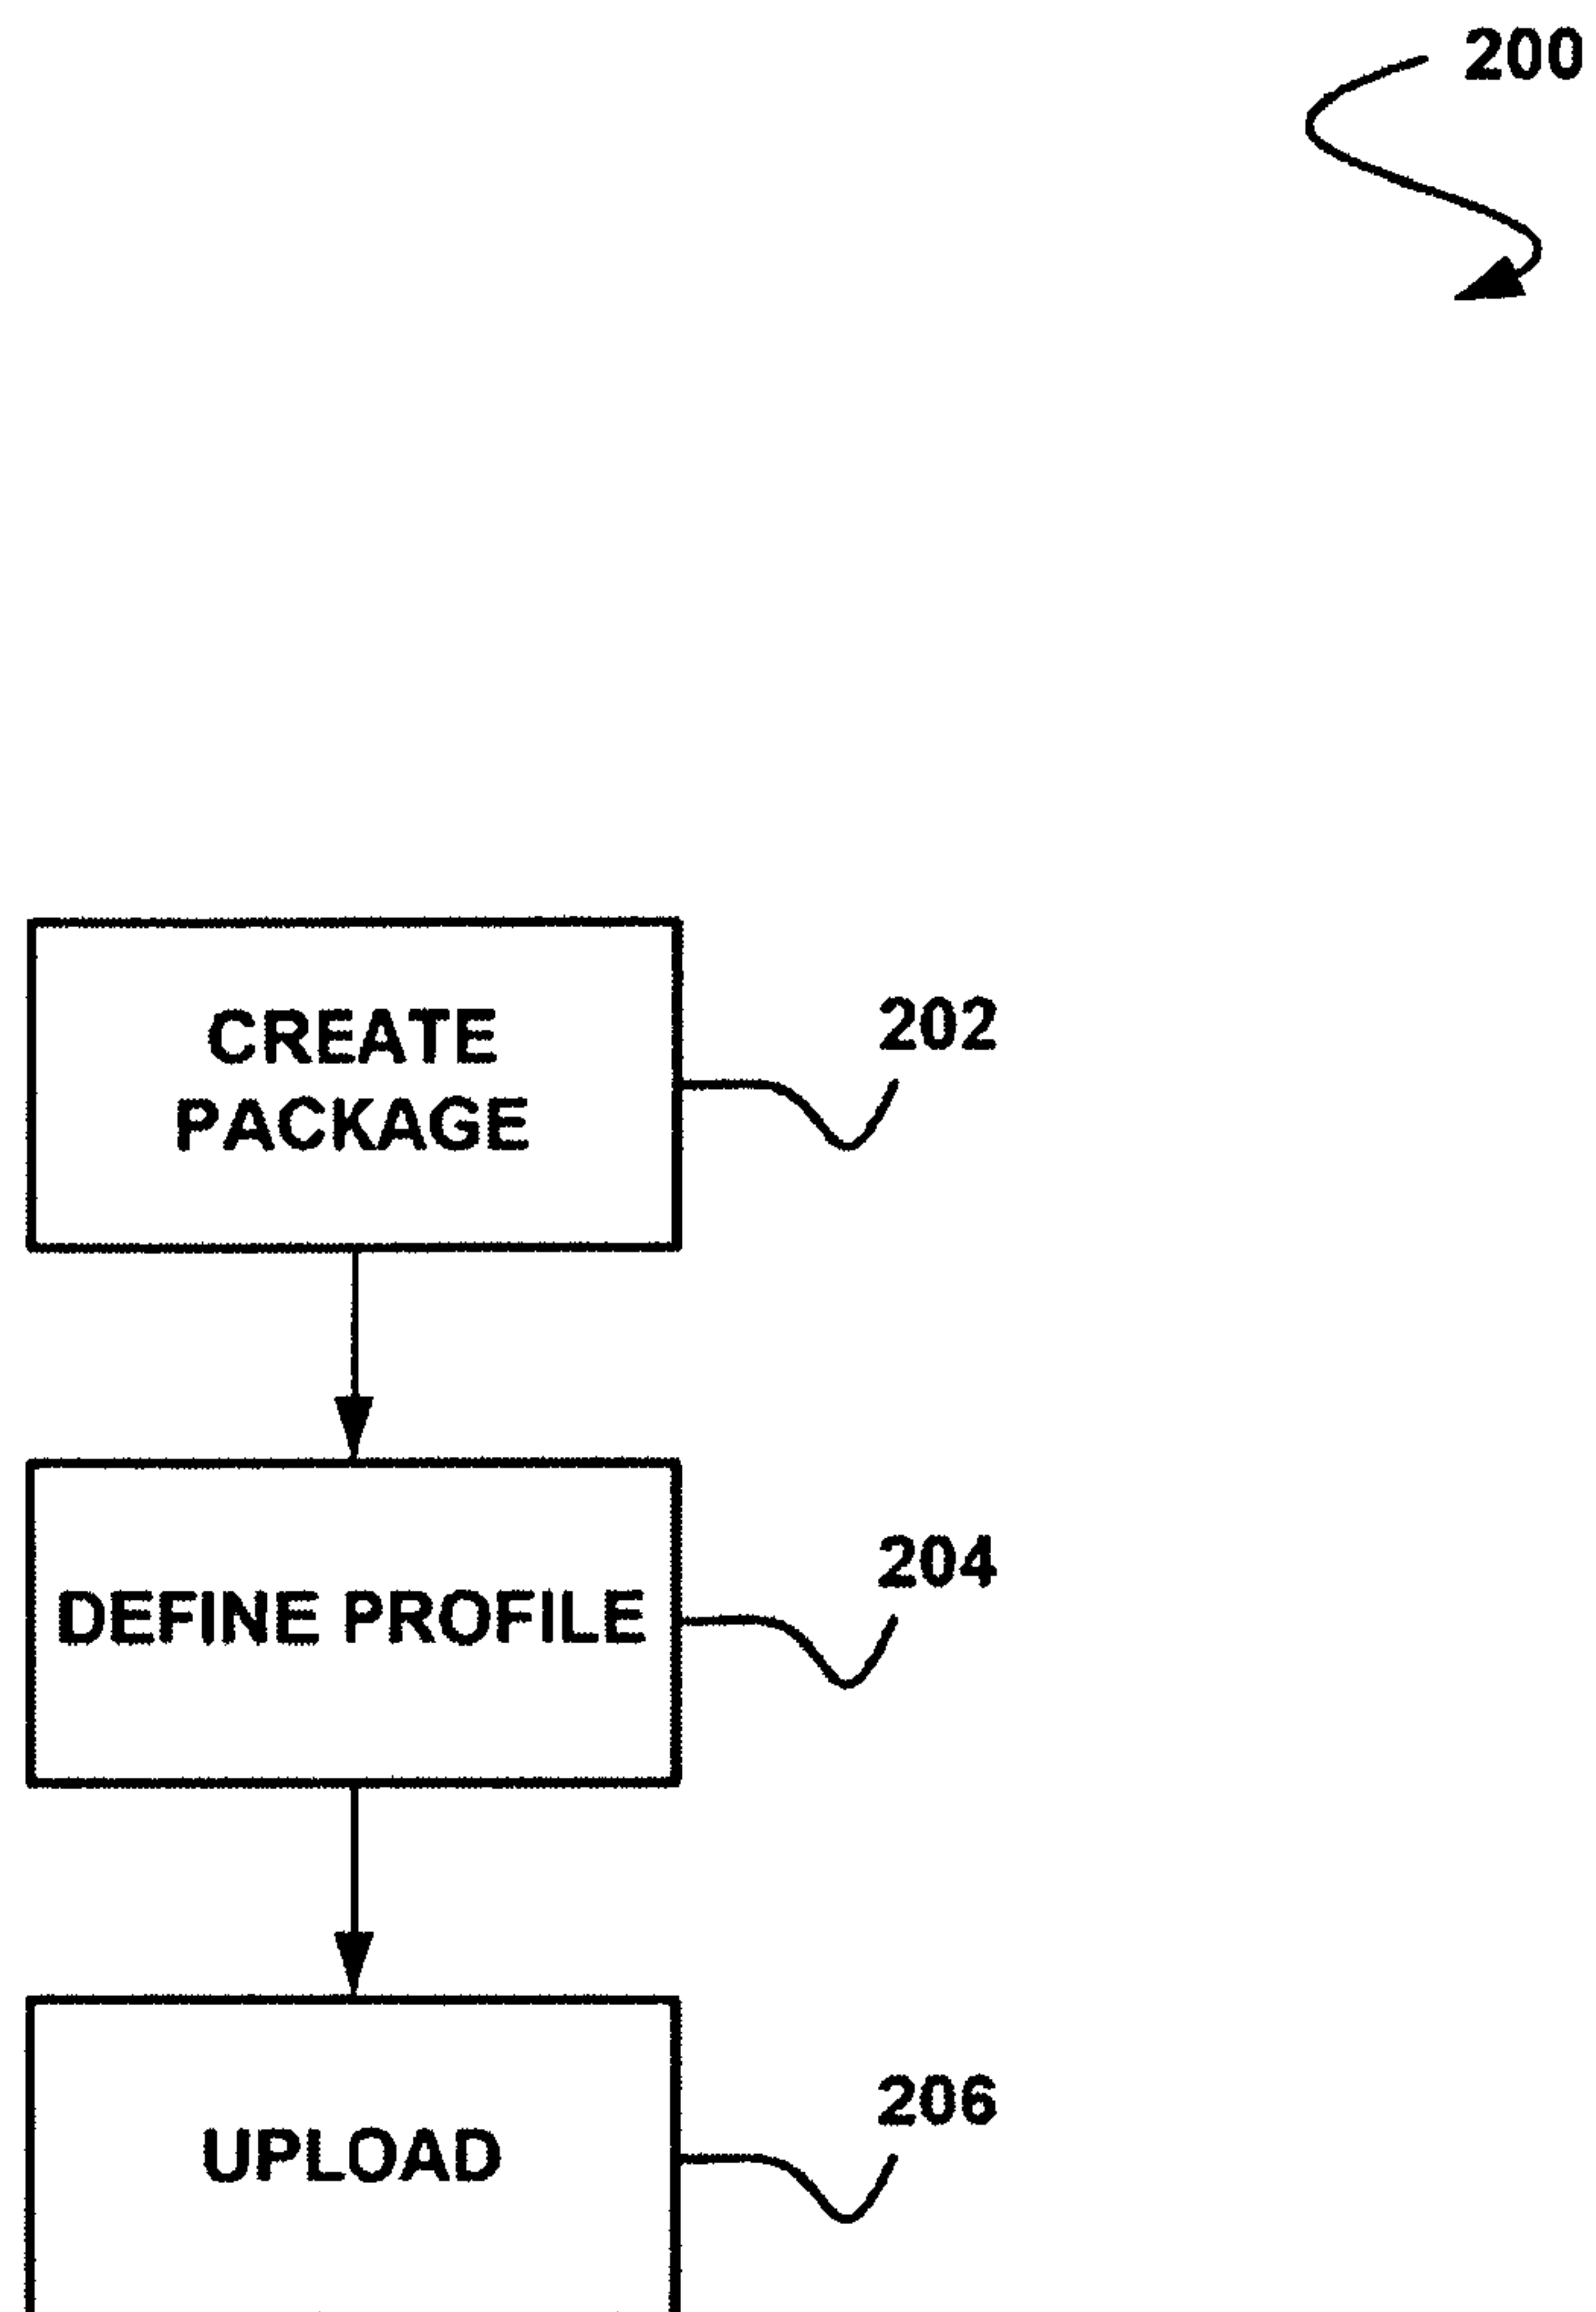 200
CREATE
PACKAGE
202
DEFINE PROFILE
204
UPLOAD
206